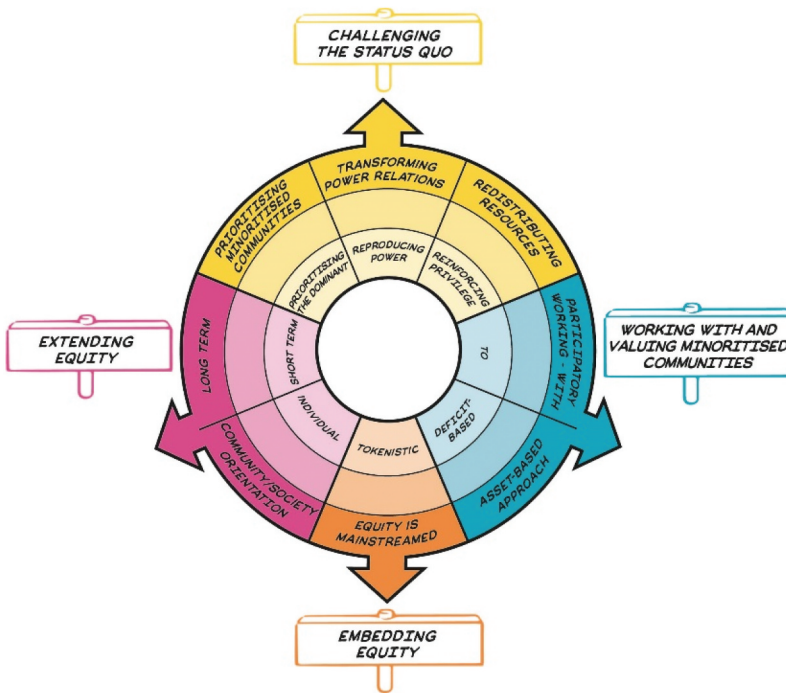 CHALLENGING
THE STATUS QUO
PRIORITISING
MINORITISED
COMMUNITIES
TRANSFORMING
POWER RELATIONS
REDISTRIBUTING
RESOURCES
PRIORITISING
THE DOMINANT
REPRODUCING
POWER
REINFORCING
PRIVILEGE
EXTENDING
EQUITY
LONG TERM
SHORT TERM
TO
PARTICIPATORY
WORKING - WITH
WORKING WITH AND
VALUING MINORITISED
COMMUNITIES
COMMUNITY/SOCIETY
ORIENTATION
INDIVIDUAL
TOKENISTIC
DEFICIT-
BASED
ASSET-BASED
APPROACH
EQUITY IS
MAINSTREAMED
EMBEDDING
EQUITY